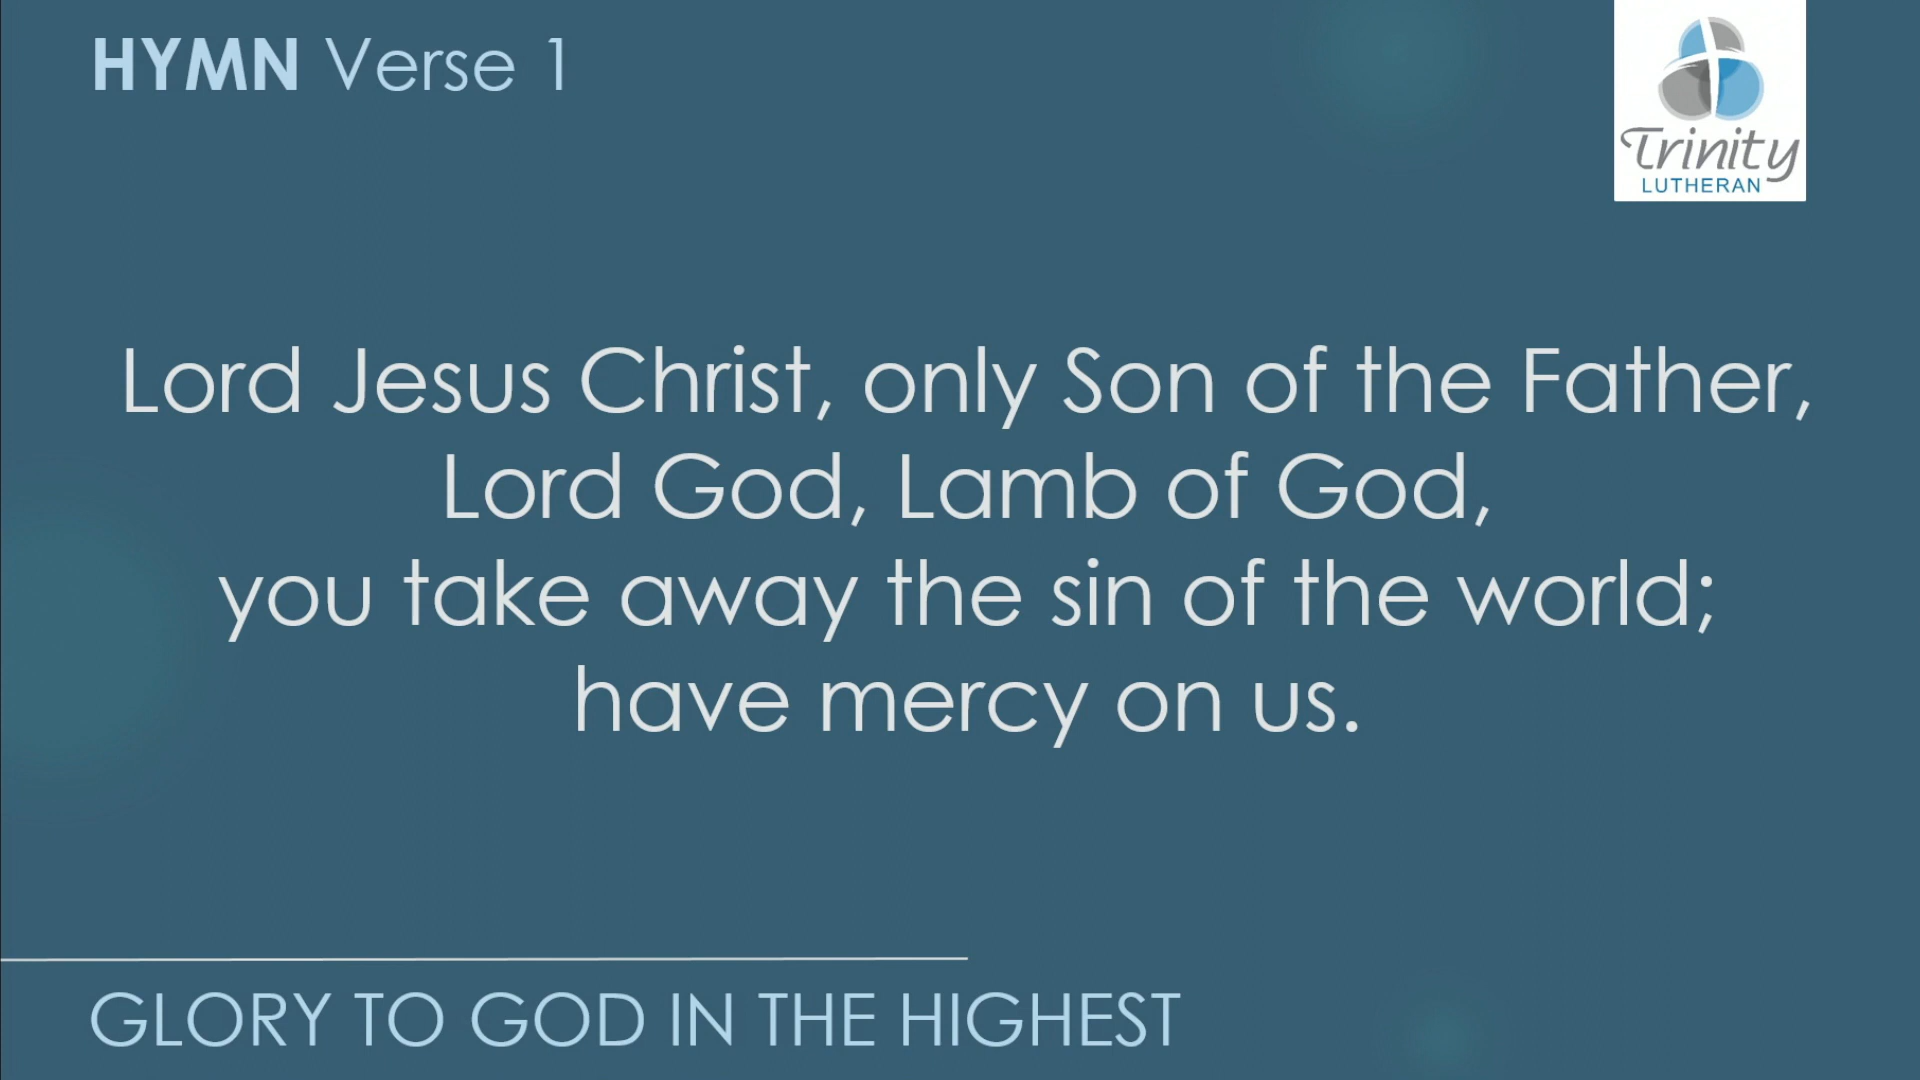 HYMN Verse 1
Trinity
LUTHERAN
Lord Jesus Christ, only Son of the Father,
Lord God, Lamb of God,
you take away the sin of the world;
have mercy on us.
GLORY TO GOD IN THE HIGHEST